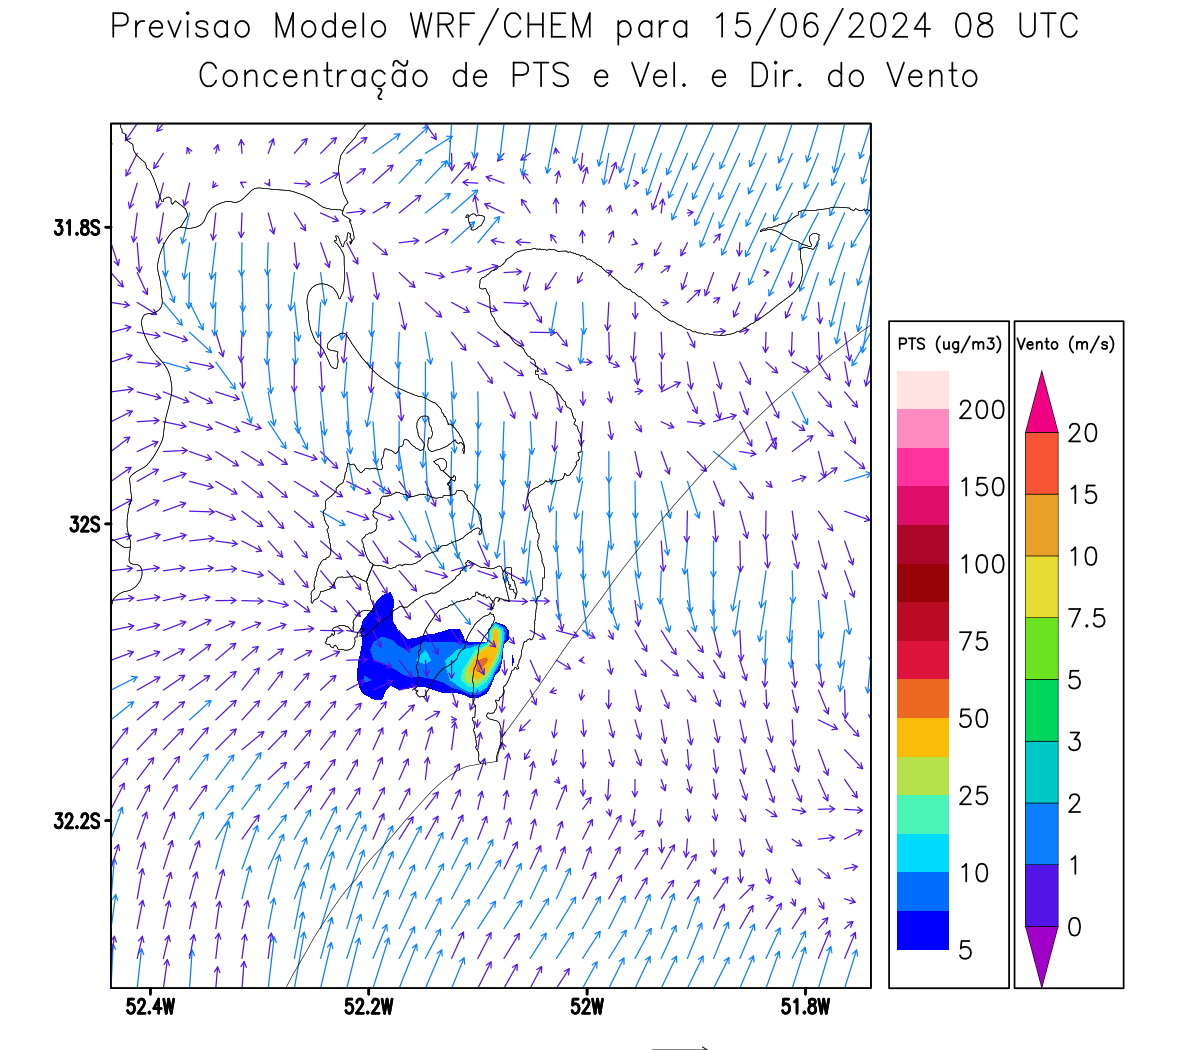 Previsao Modelo WRF/CHEM para 15/06/2024 08 UTC
Concentração de PTS e Vel. e Dir. do Vento
31.8S
32S
32.2S
52.4W
52.2W
52W
51.8W
PTS (ug/m3)
200
150
100
75
50
25
10
5
Vento (m/s)
20
15
10
7.5
5
3
2
1
0